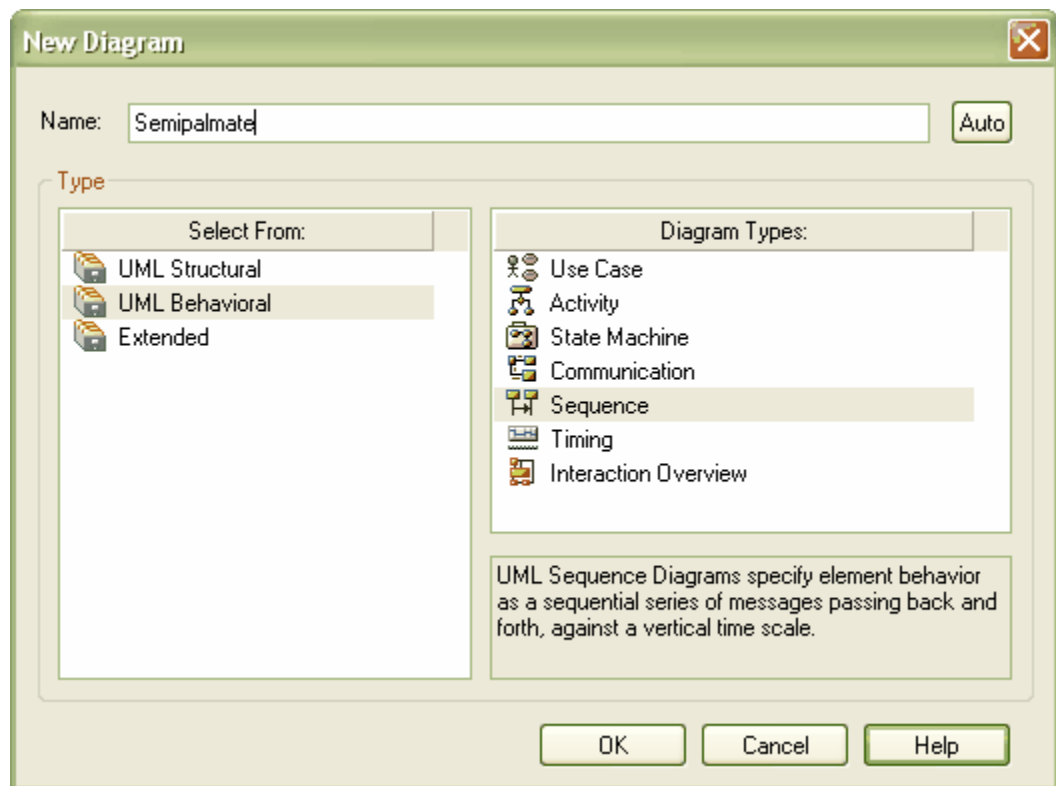 New Diagram
Name:
Semipalmate
Auto
Type
Select From:
UML Structural
UML Behavioral
Extended
Diagram Types:
Use Case
Activity
State Machine
Communication
Sequence
Timing
Interaction Overview
UML Sequence Diagrams specify element behavior
as a sequential series of messages passing back and
forth, against a vertical time scale.
OK
Cancel
Help